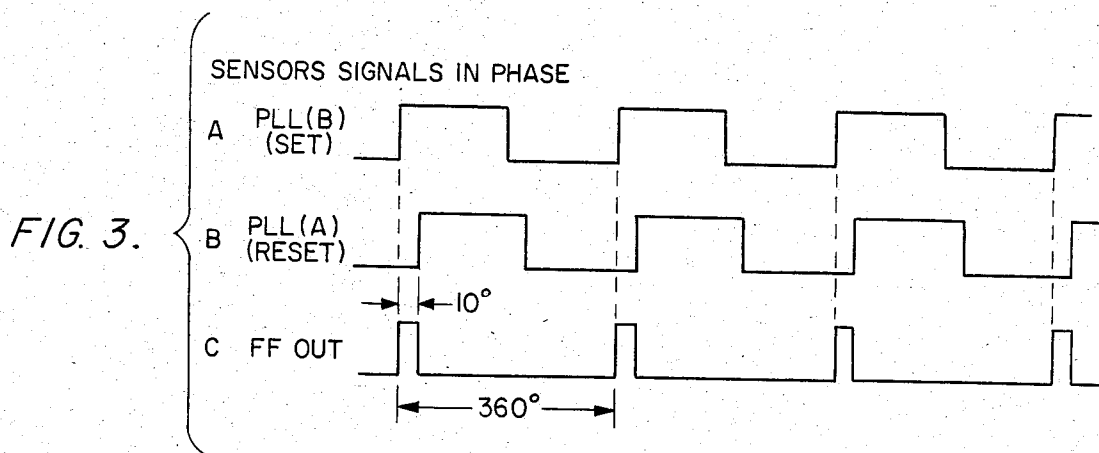 SENSORS SIGNALS IN PHASE
A PLL(B)
(SET)
FIG. 3.
B PLL(A)
(RESET)
10°
C FF OUT
360°